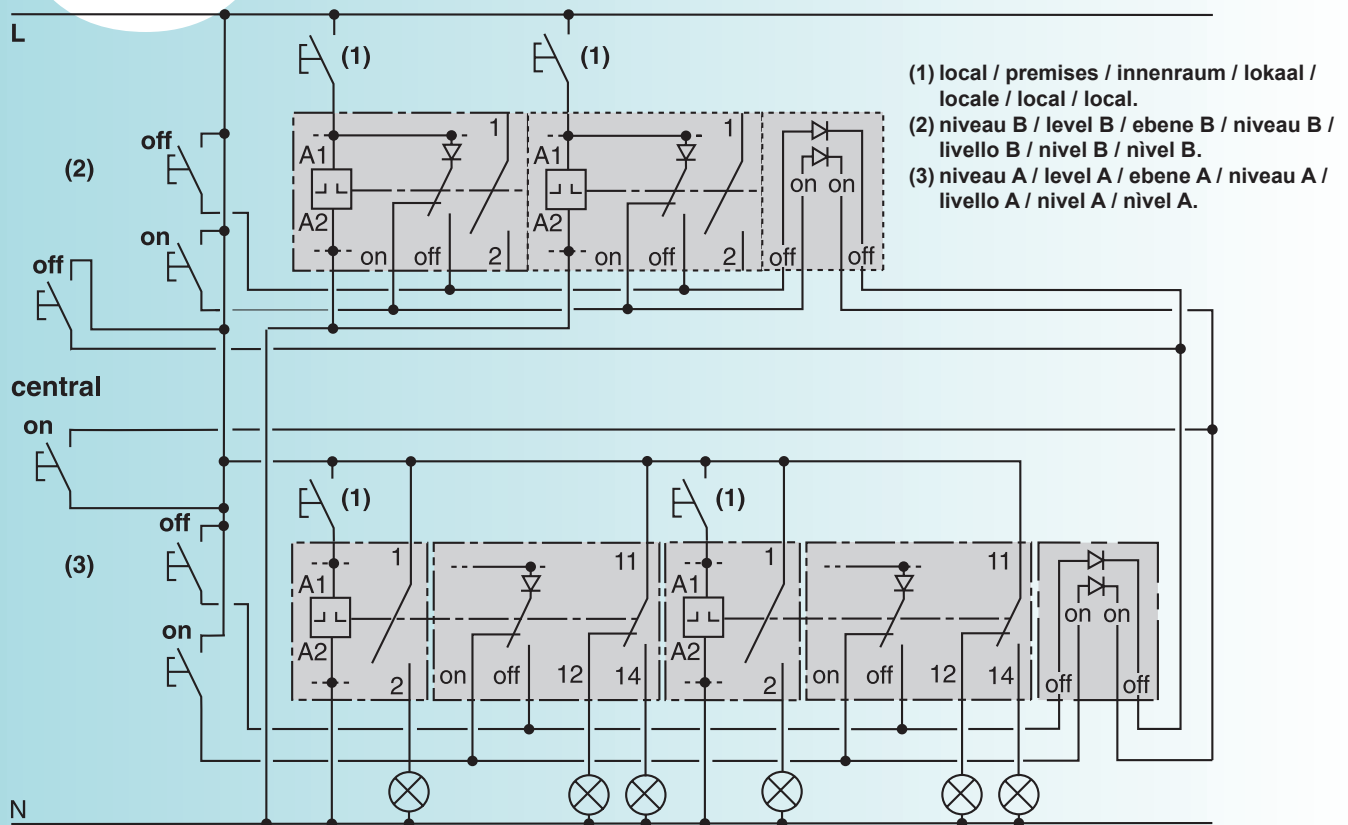 L
(1)
(1)
(1) local / premises / innenraum / lokaal /
locale / local / local.
(2) niveau B / level B / ebene B / niveau B /
livello B / nivel B / nìvel B.
(3) niveau A / level A / ebene A / niveau A /
livello A / nivel A / nìvel A.
off
(2)
1
A1
A2
on off 2
1
A1
A2
on off 2
on on
off off
on
off
central
on
(1)
(1)
off
(3)
1
A1
A2
2
11
on off 12 14
1
A1
A2
2
11
on off 12 14
on on
off off
on
N